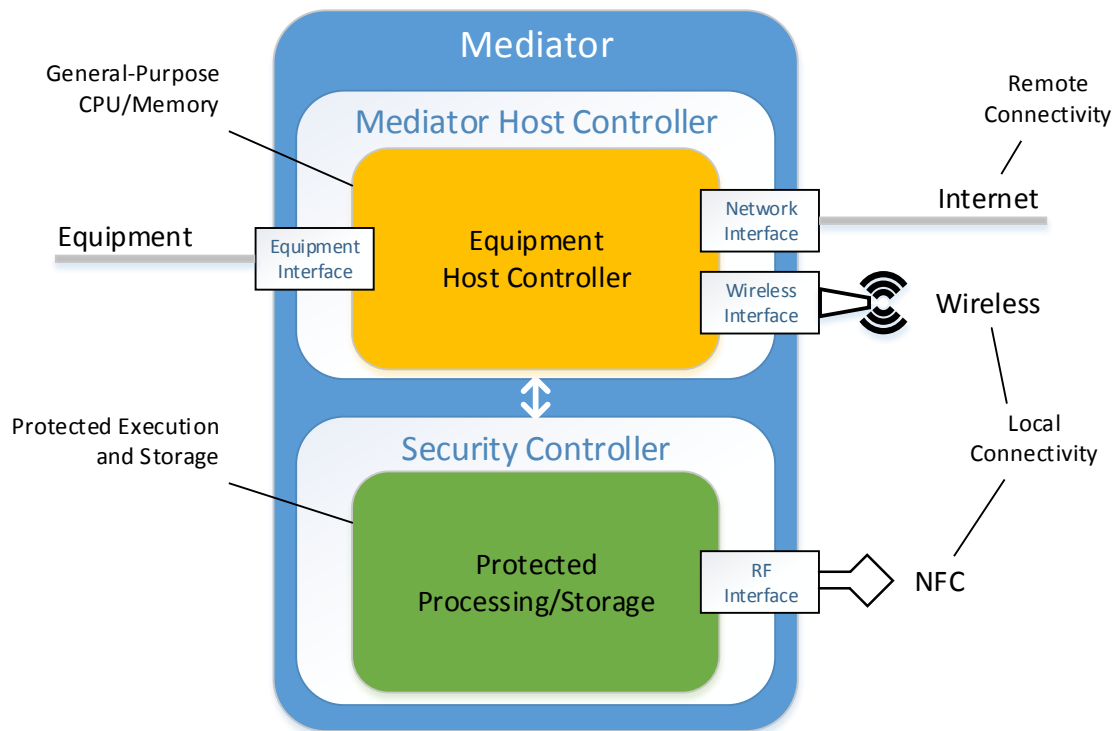 Mediator
General-Purpose
CPU/Memory
Remote
Connectivity
Mediator Host Controller
Equipment
Host Controller
Network
Interface
Internet
Equipment
Equipment
Interface
Wireless
Interface
Wireless
Protected Execution
and Storage
Local
Connectivity
Security Controller
Protected
Processing/Storage
RF
Interface
NFC